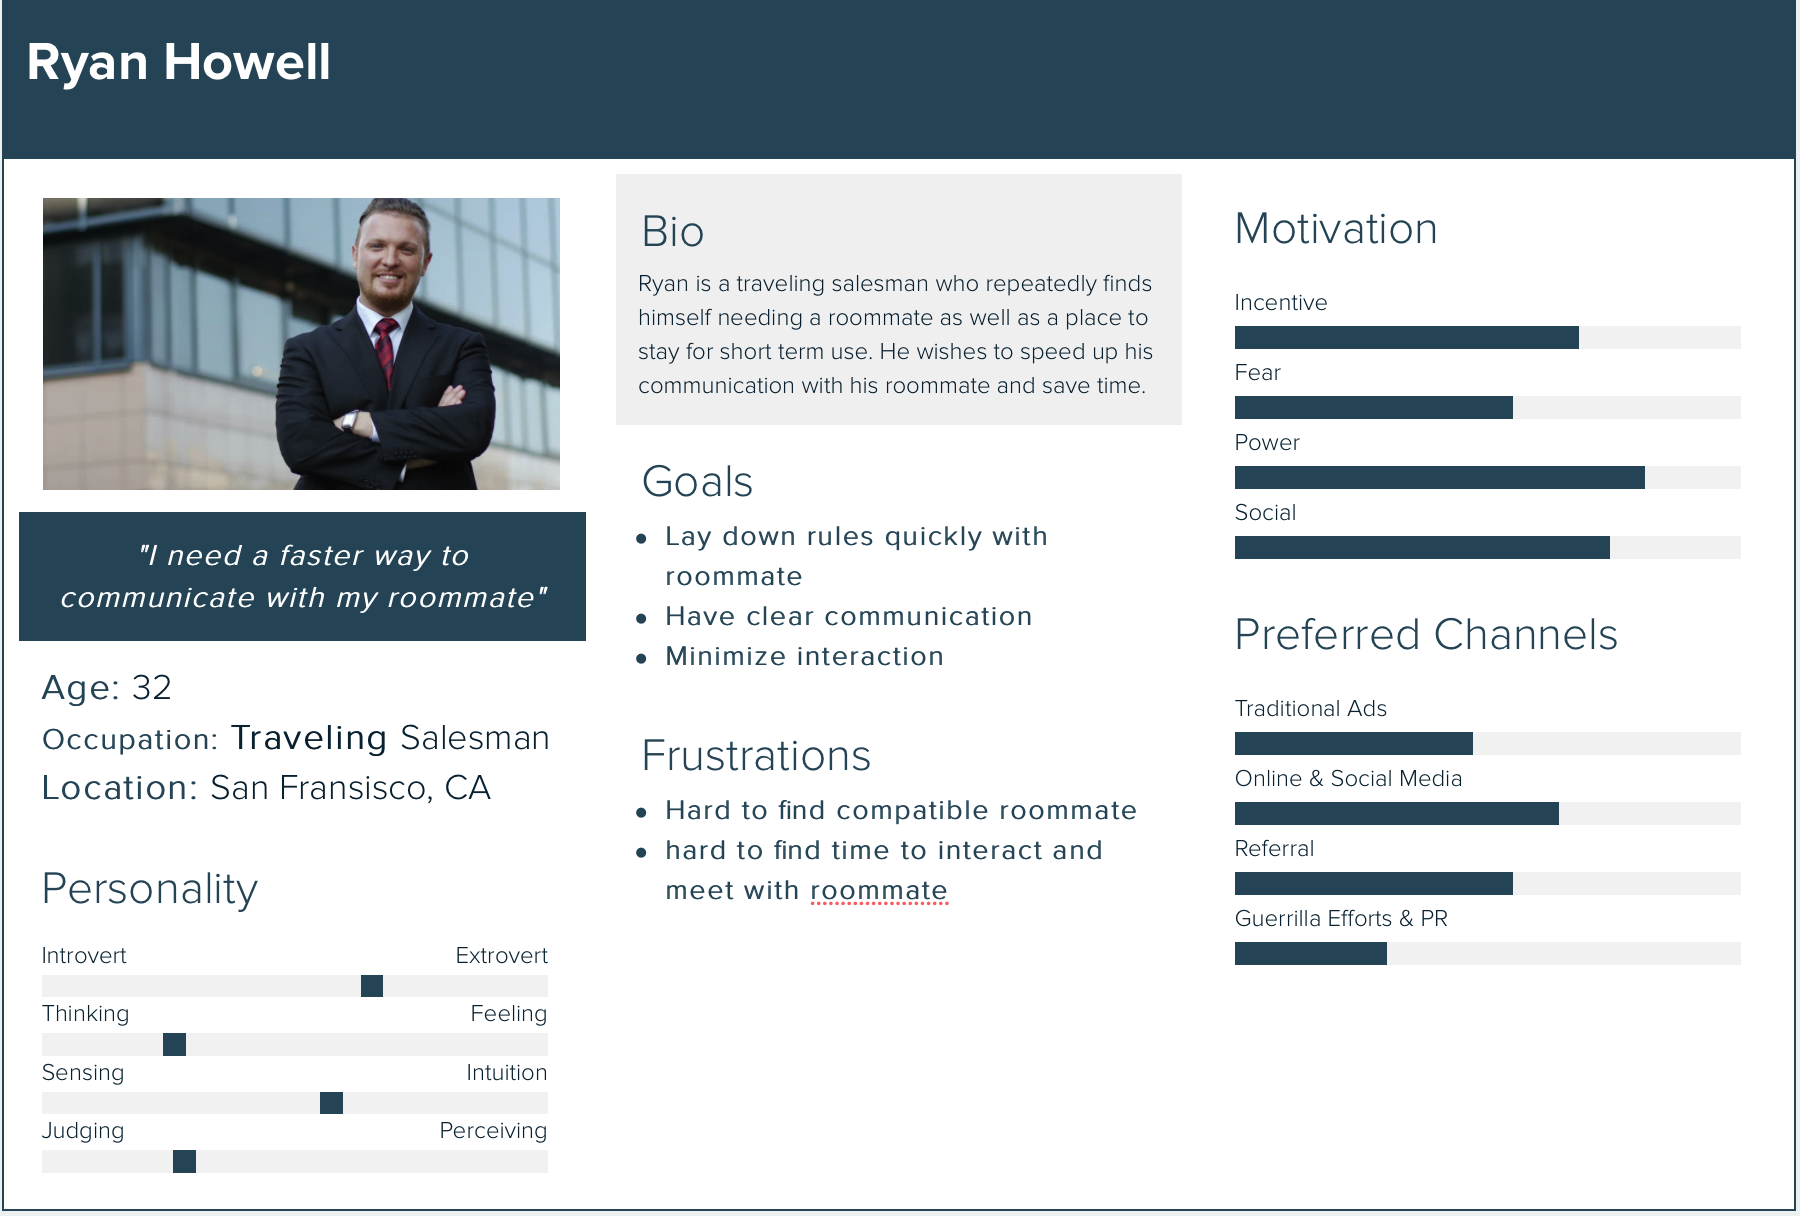 Ryan Howell
"I need a faster way to
communicate with my roommate"
Age: 32
Occupation: Traveling Salesman
Location: San Fransisco, CA
Personality
Introvert Extrovert
Thinking Feeling
Sensing Intuition
Judging Perceiving
Bio
Ryan is a traveling salesman who repeatedly finds
himself needing a roommate as well as a place to
stay for short term use. He wishes to speed up his
communication with his roommate and save time.
Goals
• Lay down rules quickly with
roommate
• Have clear communication
• Minimize interaction
Frustrations
• Hard to find compatible roommate
• hard to find time to interact and
meet with roommate
Motivation
Incentive
Fear
Power
Social
Preferred Channels
Traditional Ads
Online & Social Media
Referral
Guerrilla Efforts & PR